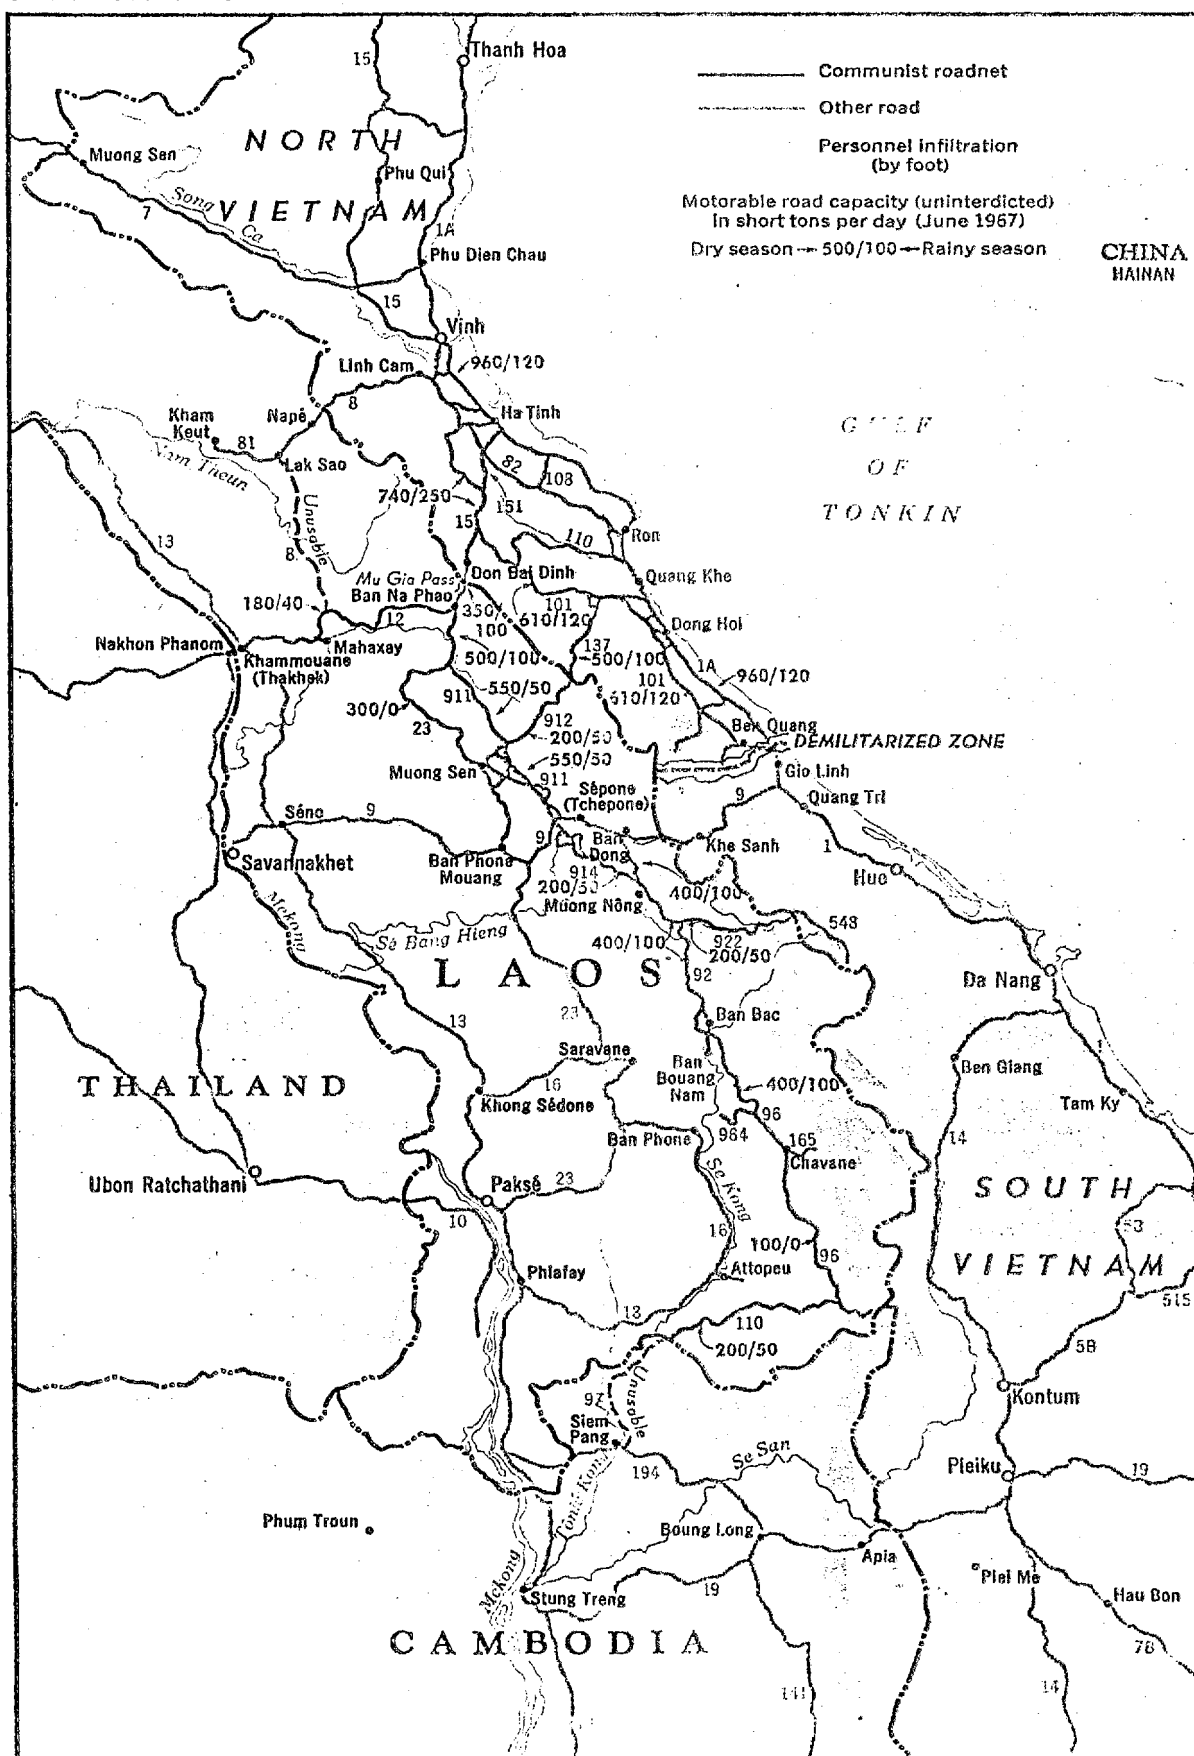 Thanh Hoa
15
Communist roadnet
Other road
NORTH
VIETNAM
Personnel infiltration
(by foot)
Muong Sen
Phu Qui
Motorable road capacity (uninterdicted)
in short tons per day (June 1967)
Dry season 500/100 Rainy season
CHINA
HAINAN
Song
Ca
7
1A
Phu Dien Chau
15
Vinh
Linh Cam
960/120
8
Napé
Ha Tinh
Kham
Keut
81
Lak Sao
Nam Theun
GULF
OF
TONKIN
82
108
740/250
151
15
Unusable
8
13
110
Ron
Mu Gia Pass
Don Bai Dinh
Ban Na Phao
Quang Khe
180/40
12
350/
100
101
610/120
Dong Hoi
Nakhon Phanom
Mahaxay
Khammouane
(Thakhek)
500/100
137
500/100
1A
101
960/120
610/120
300/0
911
550/50
23
912
200/50
Ben Quang
DEMILITARIZED ZONE
550/50
Muong Sen
911
Gio Linh
Sépone
(Tchepone)
9
Quang Tri
Séno
9
Savannakhet
Ban Phone
Mouang
9
Ban
Dong
Khe Sanh
1
914
200/50
400/100
Hue
Muong Nông
Mekong
Sé Bang Hieng
400/100
922
200/50
548
LAOS
92
Da Nang
13
23
Ban Bac
Saravane
Ban
Bouang
Nam
THAILAND
16
Khong Sédone
400/100
96
Ben Giang
1
Tam Ky
964
Ban Phone
165
Chavane
14
Ubon Ratchathani
Paksé
23
Se Kong
SOUTH
VIETNAM
10
16
100/0
96
53
Attopeu
Phiafay
18
110
200/50
515
5B
97
Unusable
Siem
Pang
Kontum
194
Se San
Pleiku
19
Tonle Kong
Phum Troun
Boung Long
Apia
Mekong
Stung Treng
19
Plei Me
Hau Bon
CAMBODIA
7B
141
14